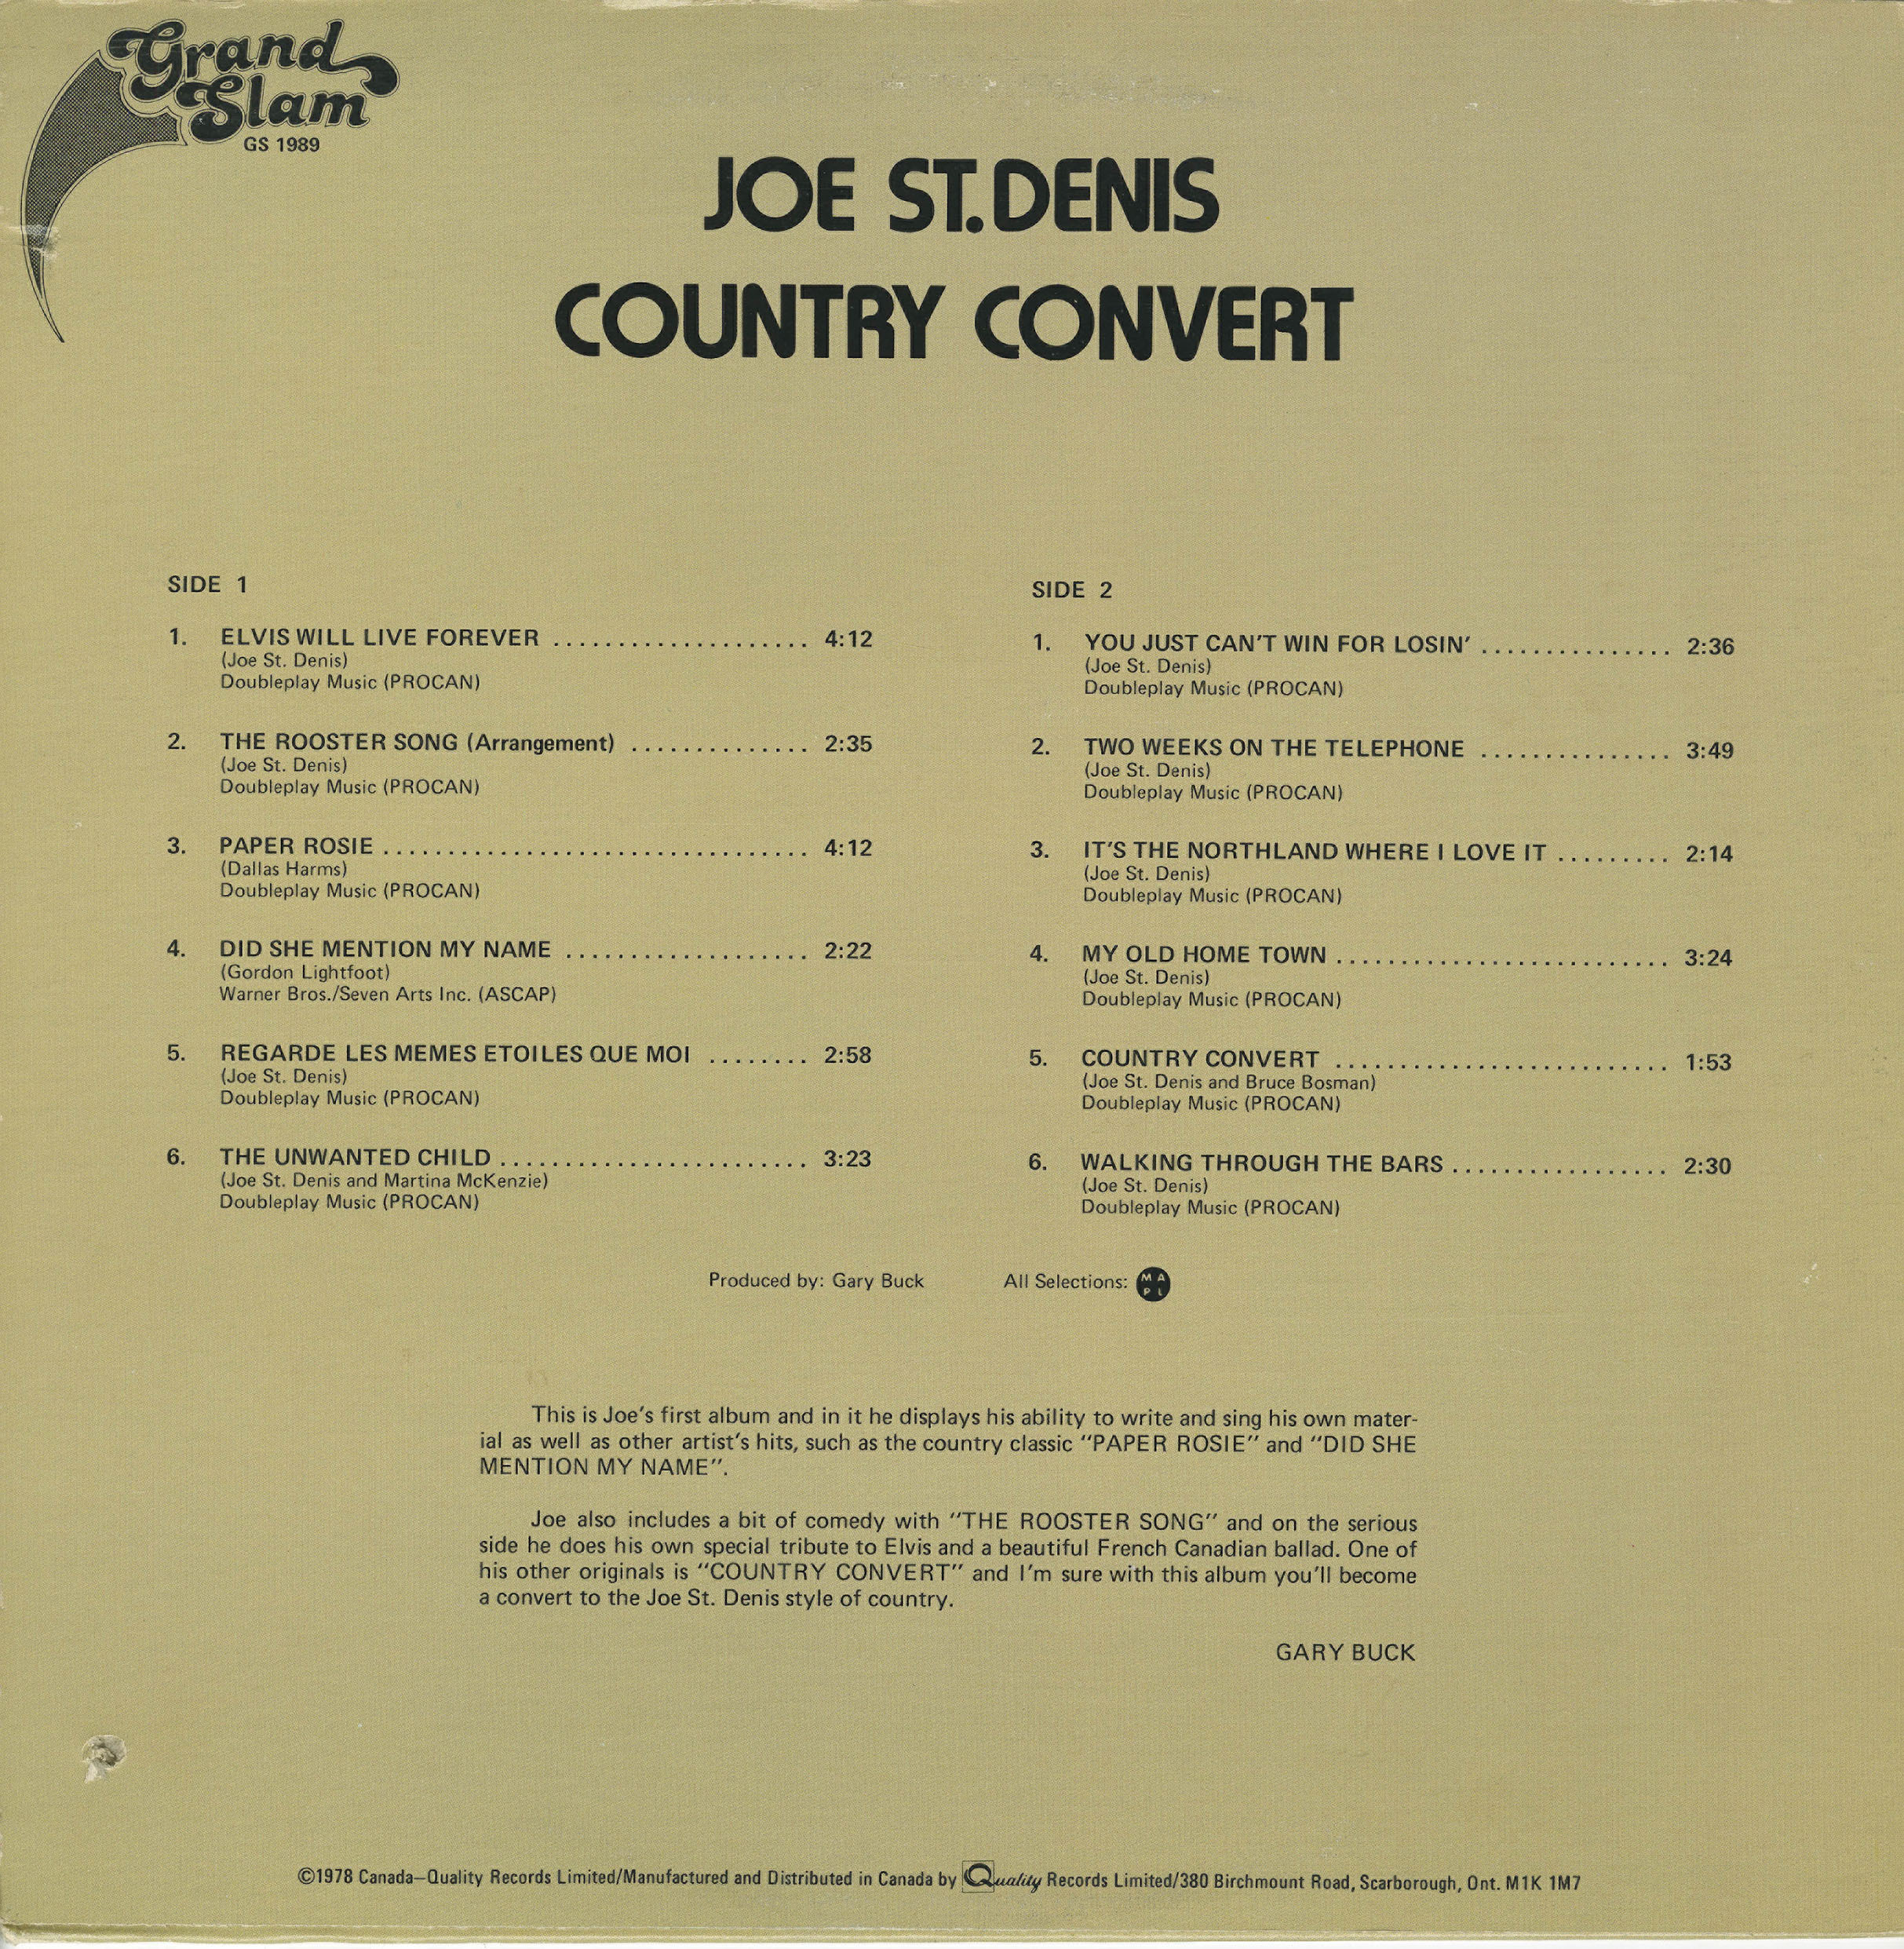 Grand
Slam
GS 1989
JOE ST. DENIS
COUNTRY CONVERT
SIDE 1
1. ELVIS WILL LIVE FOREVER .................... 4:12
(Joe St. Denis)
Doubleplay Music (PROCAN)
2. THE ROOSTER SONG (Arrangement) .............. 2:35
(Joe St. Denis)
Doubleplay Music (PROCAN)
3. PAPER ROSIE ................................. 4:12
(Dallas Harms)
Doubleplay Music (PROCAN)
4. DID SHE MENTION MY NAME ................... 2:22
(Gordon Lightfoot)
Warner Bros./Seven Arts Inc. (ASCAP)
5. REGARDE LES MEMES ETOILES QUE MOI ........ 2:58
(Joe St. Denis)
Doubleplay Music (PROCAN)
6. THE UNWANTED CHILD ........................ 3:23
(Joe St. Denis and Martina McKenzie)
Doubleplay Music (PROCAN)
SIDE 2
1. YOU JUST CAN'T WIN FOR LOSIN' ............... 2:36
(Joe St. Denis)
Doubleplay Music (PROCAN)
2. TWO WEEKS ON THE TELEPHONE ............... 3:49
(Joe St. Denis)
Doubleplay Music (PROCAN)
3. IT'S THE NORTHLAND WHERE I LOVE IT ......... 2:14
(Joe St. Denis)
Doubleplay Music (PROCAN)
4. MY OLD HOME TOWN .......................... 3:24
(Joe St. Denis)
Doubleplay Music (PROCAN)
5. COUNTRY CONVERT .......................... 1:53
(Joe St. Denis and Bruce Bosman)
Doubleplay Music (PROCAN)
6. WALKING THROUGH THE BARS ................. 2:30
(Joe St. Denis)
Doubleplay Music (PROCAN)
Produced by: Gary Buck All Selections: M A P L
This is Joe's first album and in it he displays his ability to write and sing his own mater-
ial as well as other artist's hits, such as the country classic "PAPER ROSIE" and "DID SHE
MENTION MY NAME".
Joe also includes a bit of comedy with "THE ROOSTER SONG" and on the serious
side he does his own special tribute to Elvis and a beautiful French Canadian ballad. One of
his other originals is "COUNTRY CONVERT" and I'm sure with this album you'll become
a convert to the Joe St. Denis style of country.
GARY BUCK
©1978 Canada—Quality Records Limited/Manufactured and Distributed in Canada by Quality Records Limited/380 Birchmount Road, Scarborough, Ont. M1K 1M7